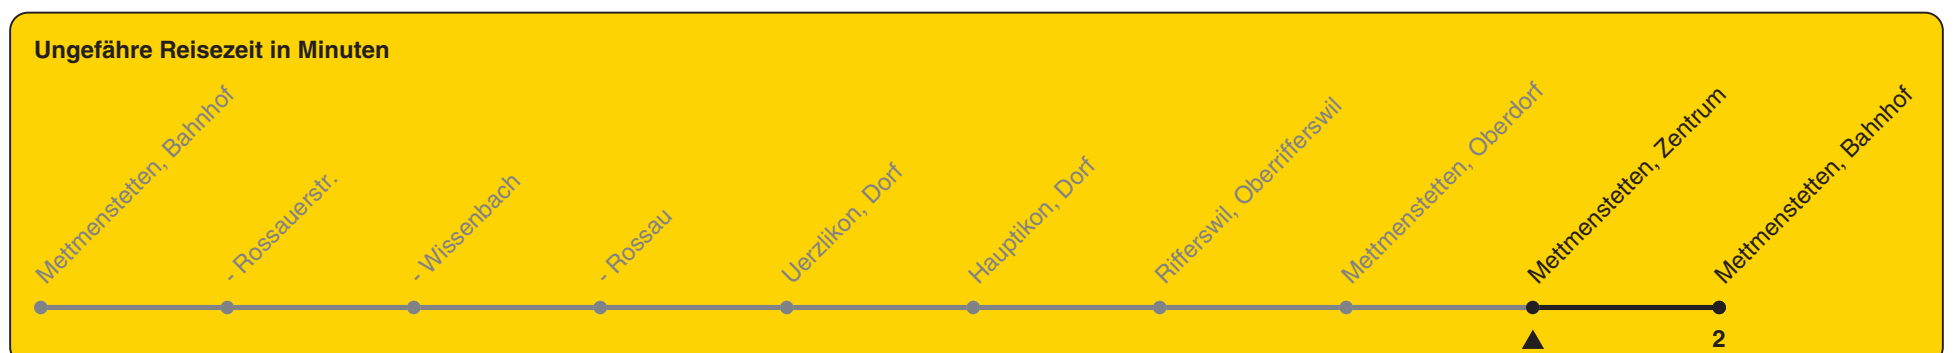 Ungefähre Reisezeit in Minuten
Mettmenstetten, Bahnhof
- Rossauerstr.
- Wissenbach
- Rossau
Uerzlikon, Dorf
Hauptikon, Dorf
Rifferswil, Oberrifferswil
Mettmenstetten, Oberdorf
Mettmenstetten, Zentrum
Mettmenstetten, Bahnhof
2